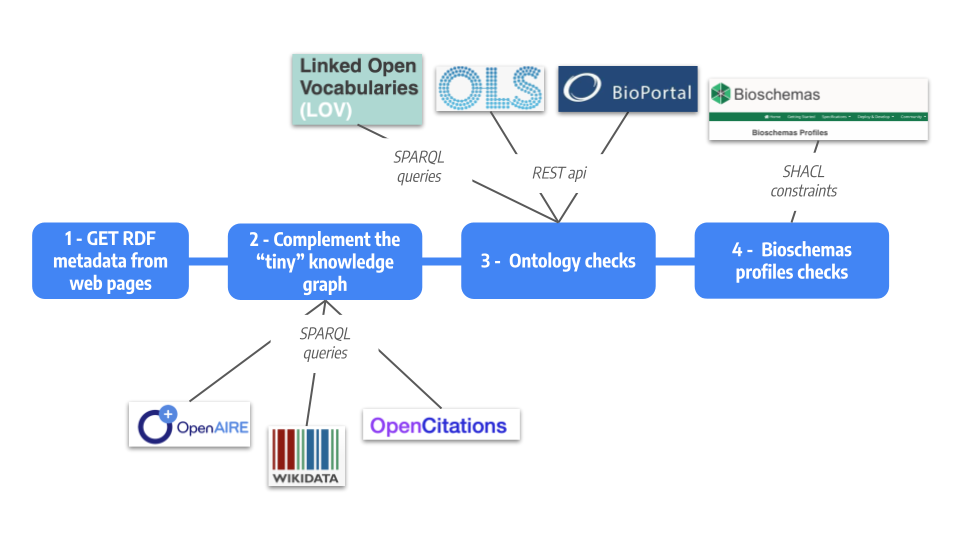 Linked Open
Vocabularies
(LOV)
OLS
BioPortal
Bioschemas
Home Getting Started Specifications Deploy & Develop Community
Bioschemas Profiles
SPARQL
queries
REST api
SHACL
constraints
1 - GET RDF
metadata from
web pages
2 - Complement the
“tiny” knowledge
graph
3 - Ontology checks
4 - Bioschemas
profiles checks
SPARQL
queries
OpenAIRE
OpenCitations
WIKIDATA